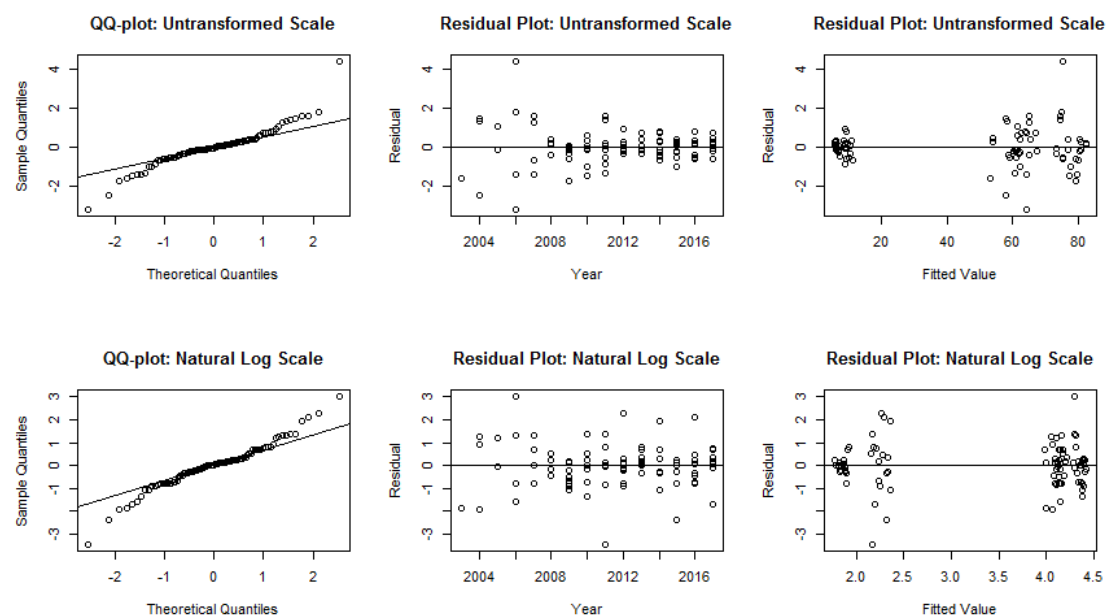 QQ-plot: Untransformed Scale
Sample Quantiles
4
2
0
-2
-2 -1 0 1 2
Theoretical Quantiles
Residual Plot: Untransformed Scale
Residual
4
2
0
-2
2004 2008 2012 2016
Year
Residual Plot: Untransformed Scale
Residual
4
2
0
-2
20 40 60 80
Fitted Value
QQ-plot: Natural Log Scale
Sample Quantiles
3
2
1
0
-1
-3
-2 -1 0 1 2
Theoretical Quantiles
Residual Plot: Natural Log Scale
Residual
3
2
1
0
-1
-3
2004 2008 2012 2016
Year
Residual Plot: Natural Log Scale
Residual
3
2
1
0
-1
-3
2.0 2.5 3.0 3.5 4.0 4.5
Fitted Value